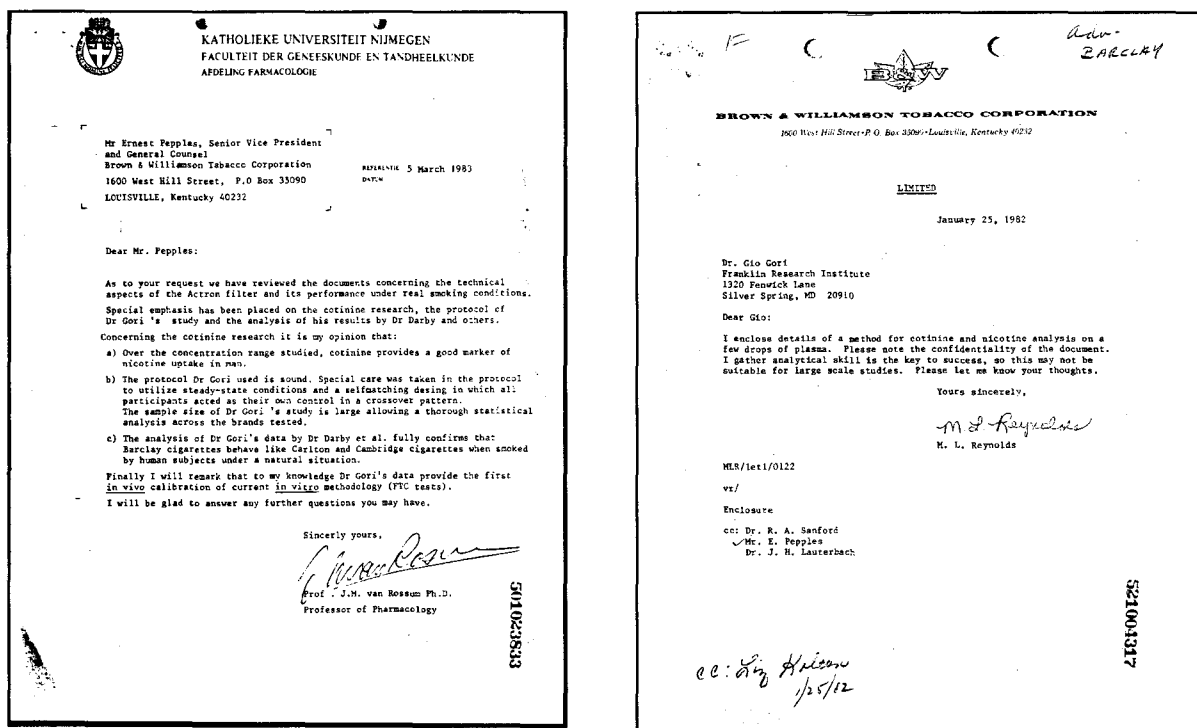 KATHOLIEKE UNIVERSITEIT NIJMEGEN
FACULTEIT DER GENEESKUNDE EN TANDHEELKUNDE
AFDELING FARMACOLOGIE
Mr Ernest Pepples, Senior Vice President
and General Counsel
Brown & Williamson Tabacco Corporation
1600 West Hill Street, P.O Box 33090
LOUISVILLE, Kentucky 40232
REFERENTIE 5 March 1983
DATUM
Dear Mr. Pepples:
As to your request we have reviewed the documents concerning the technical
aspects of the Actron filter and its performance under real smoking conditions.
Special emphasis has been placed on the cotinine research, the protocol of
Dr Gori 's study and the analysis of his results by Dr Darby and others.
Concerning the cotinine research it is my opinion that:
a) Over the concentration range studied, cotinine provides a good marker of
nicotine uptake in man.
b) The protocol Dr Gori used is sound. Special care was taken in the protocol
to utilize steady-state conditions and a selfmatching desing in which all
participants acted as their own control in a crossover pattern.
The sample size of Dr Gori 's study is large allowing a thorough statistical
analysis across the brands tested.
c) The analysis of Dr Gori's data by Dr Darby et al. fully confirms that
Barclay cigarettes behave like Carlton and Cambridge cigarettes when smoked
by human subjects under a natural situation.
Finally I will remark that to my knowledge Dr Gori's data provide the first
in vivo calibration of current in vitro methodology (FTC tests).
I will be glad to answer any further questions you may have.
Sincerly yours,
Prof . J.M. van Rossum Ph.D.
Professor of Pharmacology
501023833
F
adv-
BARCLAY
B&W
BROWN & WILLIAMSON TOBACCO CORPORATION
1600 West Hill Street • P. O. Box 33090 • Louisville, Kentucky 40232
LIMITED
January 25, 1982
Dr. Gio Gori
Franklin Research Institute
1320 Fenwick Lane
Silver Spring, MD 20910
Dear Gio:
I enclose details of a method for cotinine and nicotine analysis on a
few drops of plasma. Please note the confidentiality of the document.
I gather analytical skill is the key to success, so this may not be
suitable for large scale studies. Please let me know your thoughts.
Yours sincerely,
M L Reynolds
M. L. Reynolds
MLR/let1/0122
vr/
Enclosure
cc: Dr. R. A. Sanford
✓Mr. E. Pepples
Dr. J. H. Lauterbach
521004317
cc: Liz
1/25/82